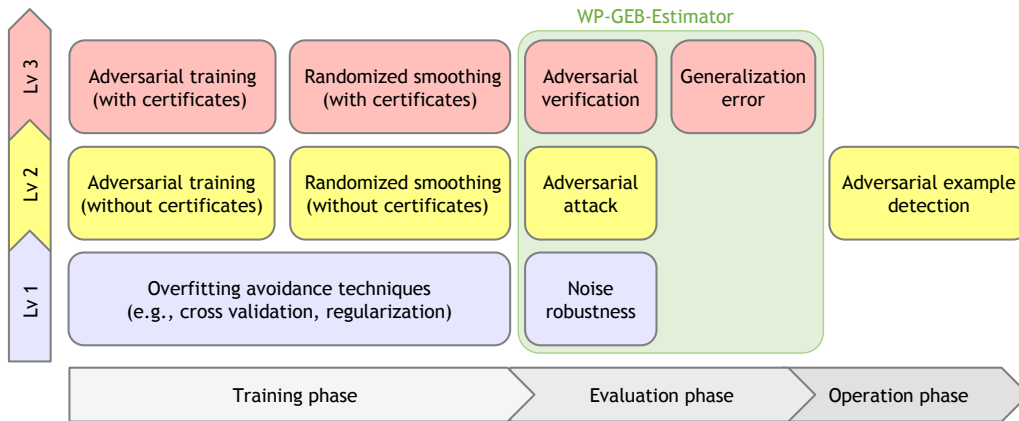 WP-GEB-Estimator
Lv 3
Adversarial training
(with certificates)
Randomized smoothing
(with certificates)
Adversarial
verification
Generalization
error
Lv 2
Adversarial training
(without certificates)
Randomized smoothing
(without certificates)
Adversarial
attack
Adversarial example
detection
Lv 1
Overfitting avoidance techniques
(e.g., cross validation, regularization)
Noise
robustness
Training phase
Evaluation phase
Operation phase